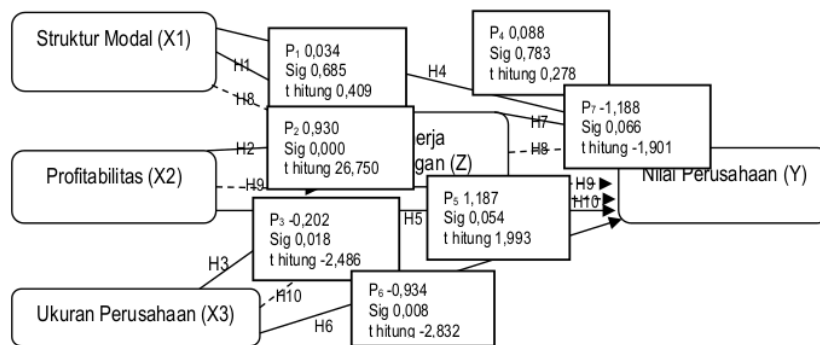 Struktur Modal (X1)
P₁ 0,034
Sig 0,685
t hitung 0,409
P₄ 0,088
Sig 0,783
t hitung 0,278
H1
H4
H8
P₇ -1,188
Sig 0,066
t hitung -1,901
P₂ 0,930
Sig 0,000
t hitung 26,750
H7
H2
erja
gan (Z)
H8
Profitabilitas (X2)
H9
Nilai Perusahaan (Y)
H9
H10
P₅ 1,187
Sig 0,054
t hitung 1,993
P₃ -0,202
Sig 0,018
t hitung -2,486
H5
H3
H10
P₆ -0,934
Sig 0,008
t hitung -2,832
Ukuran Perusahaan (X3)
H6